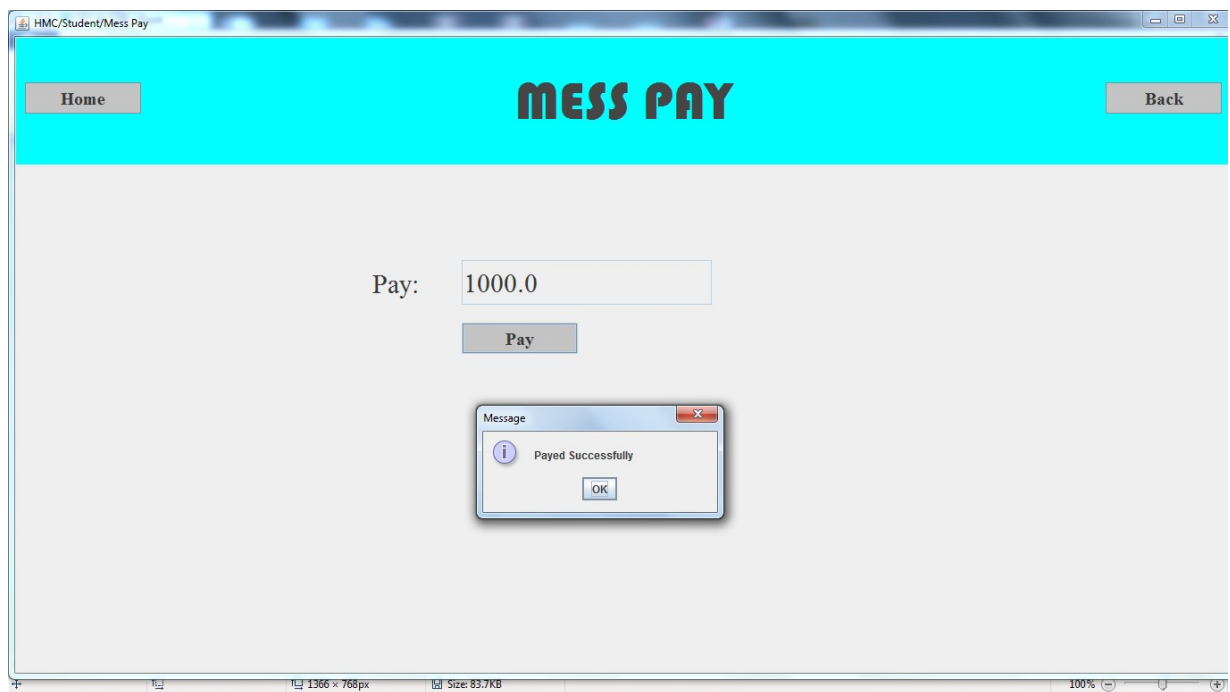 HMC/Student/Mess Pay
Home
MESS PAY
Back
Pay:
1000.0
Pay
Message
Payed Successfully
OK
1366 × 768px
Size: 83.7KB
100%